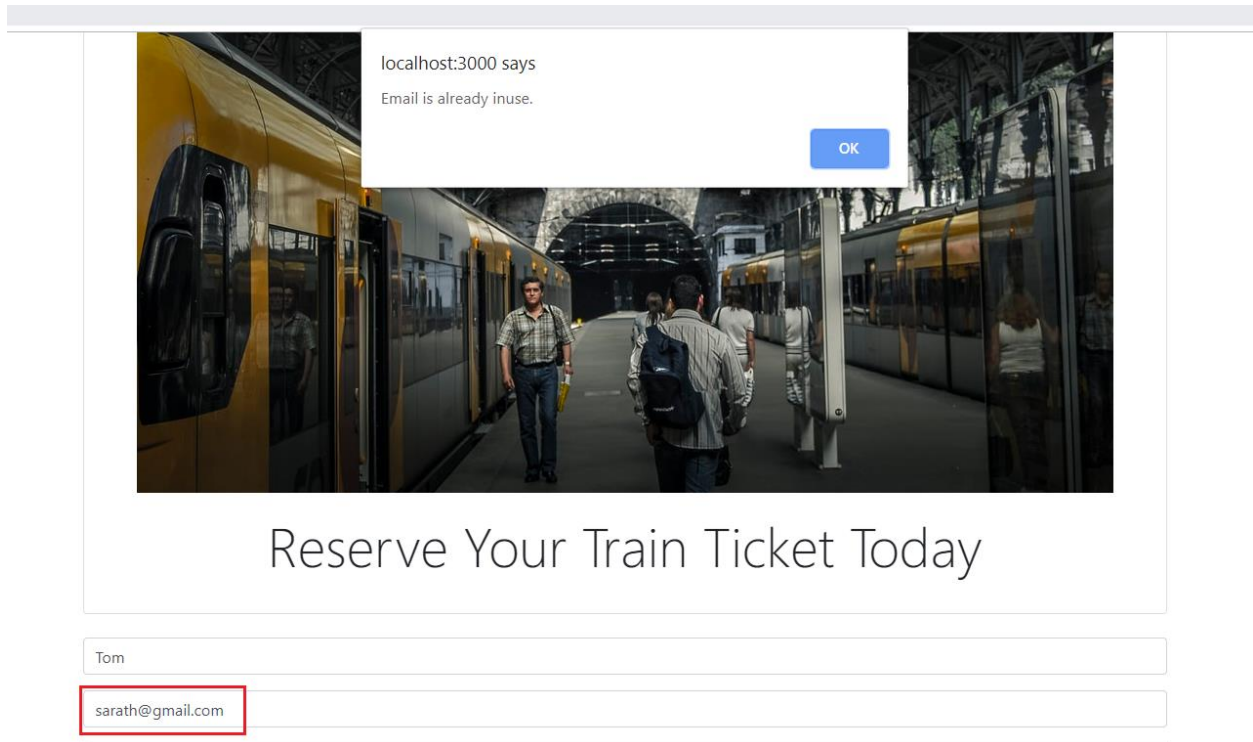 localhost:3000 says
Email is already inuse.
OK
Reserve Your Train Ticket Today
Tom
sarath@gmail.com